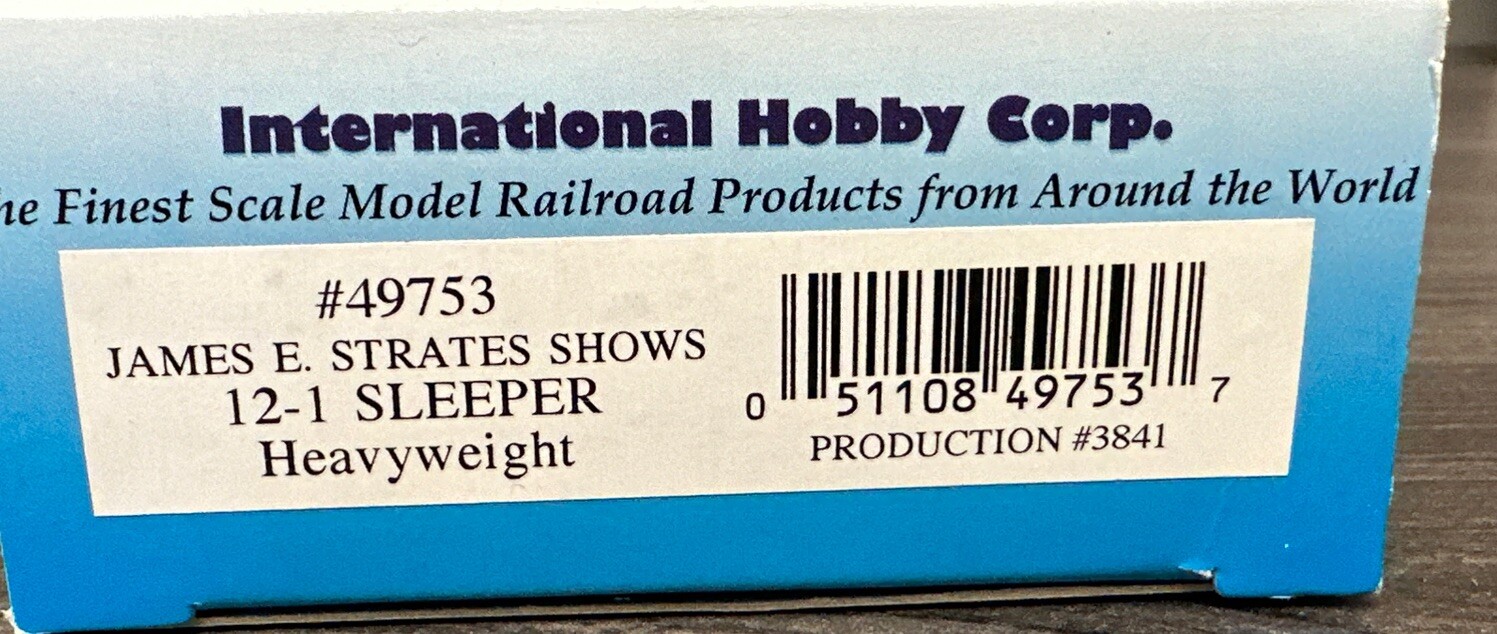 International Hobby Corp.
Finest Scale Model Railroad Products from Around the World
#49753
JAMES E. STRATES SHOWS
12-1 SLEEPER
Heavyweight
0 51108 49753 7
PRODUCTION #3841